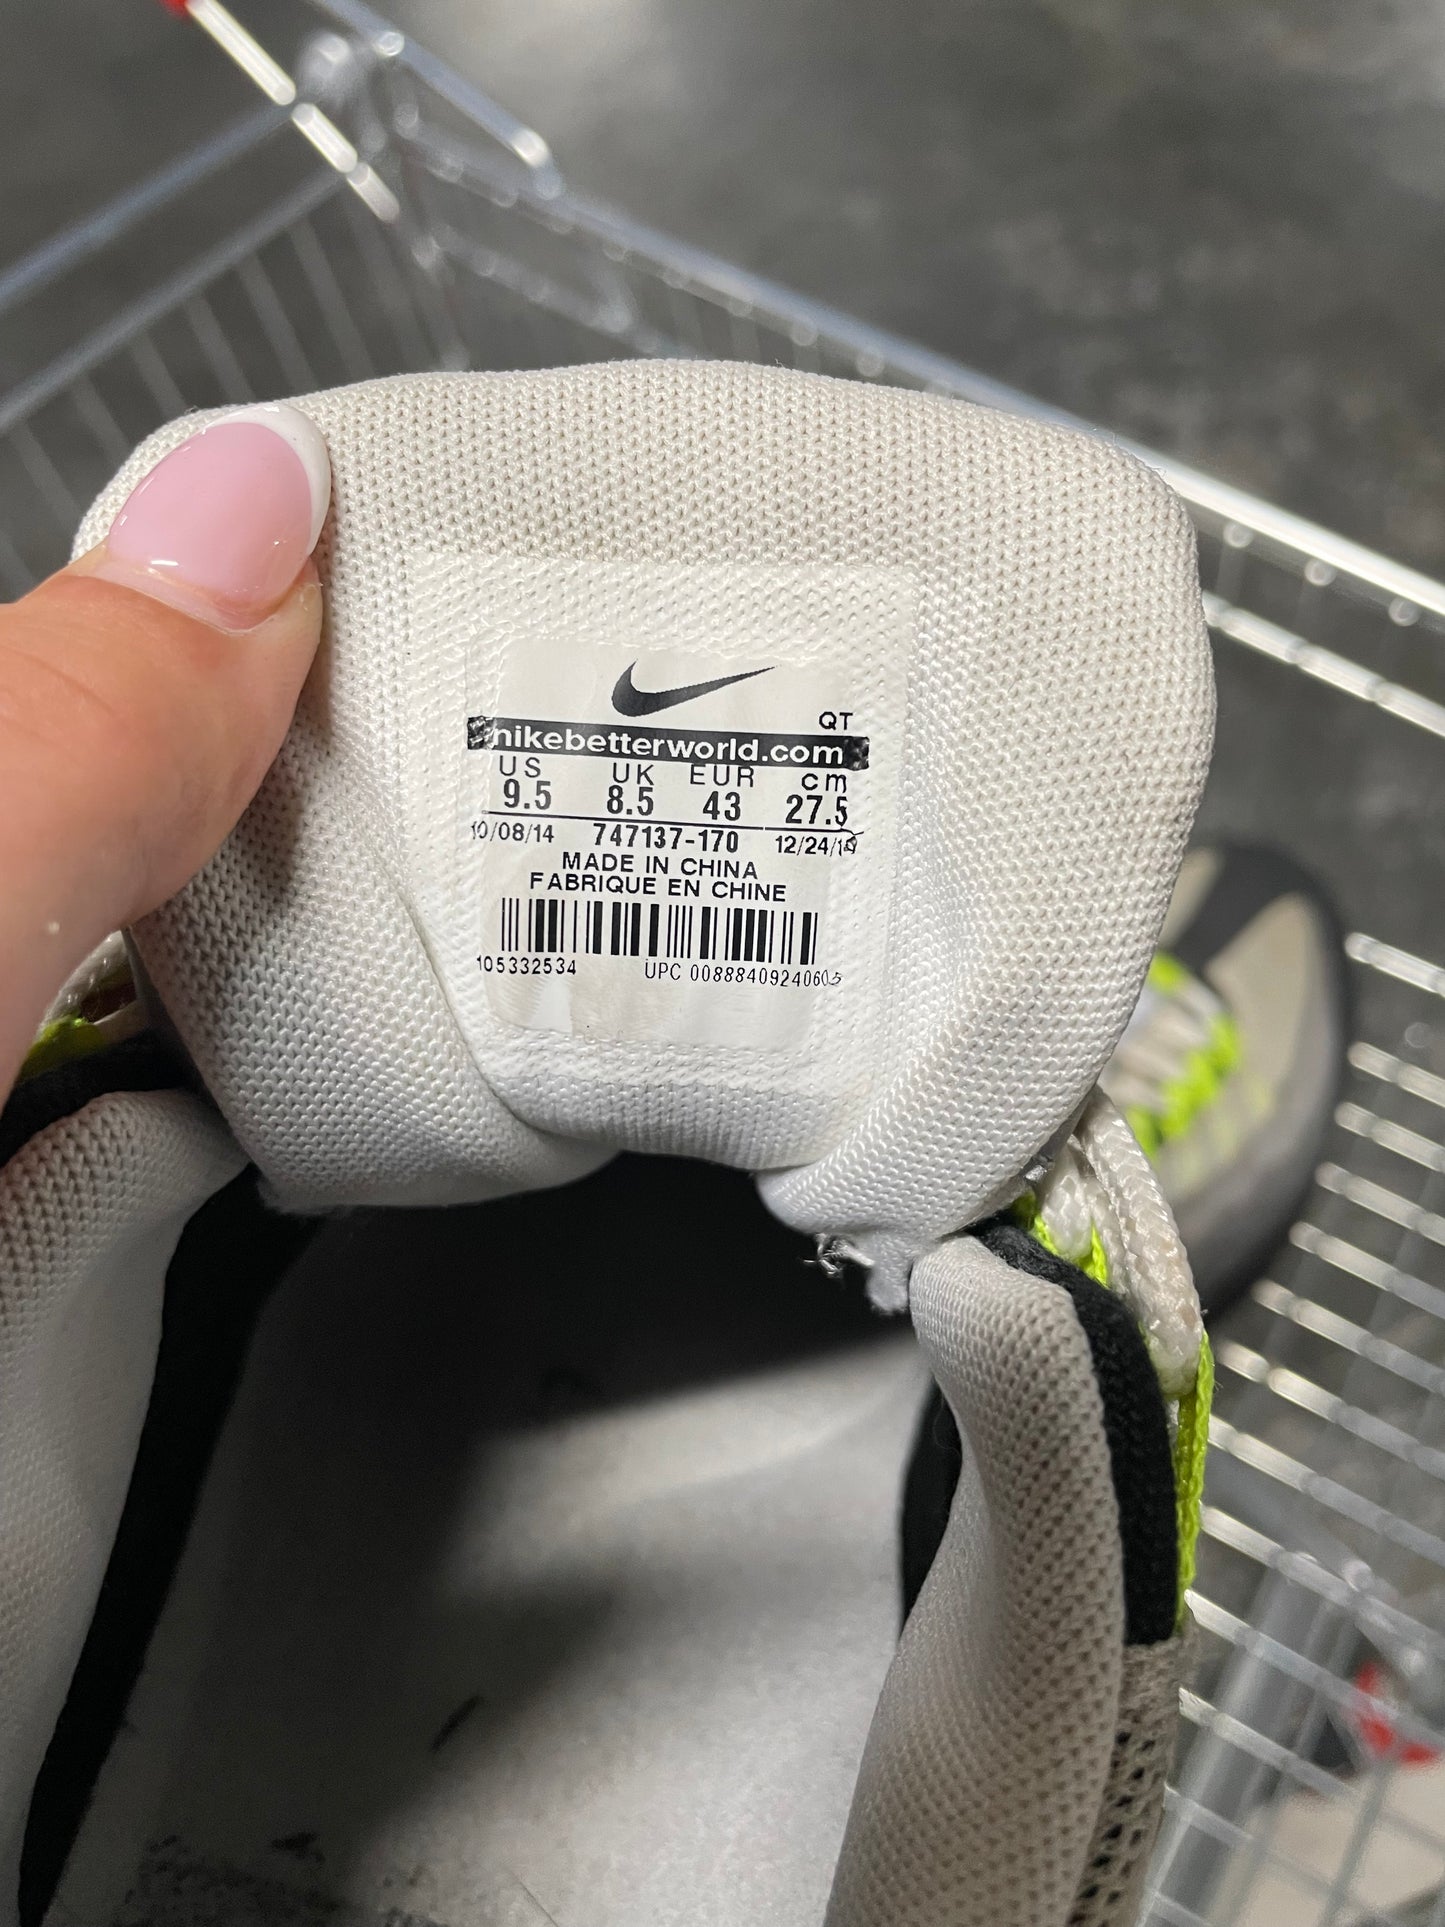 QT
nikebetterworld.com
US UK EUR cm
9.5 8.5 43 27.5
10/08/14 747137-170 12/24/14
MADE IN CHINA
FABRIQUE EN CHINE
105332534 UPC 00888409240605